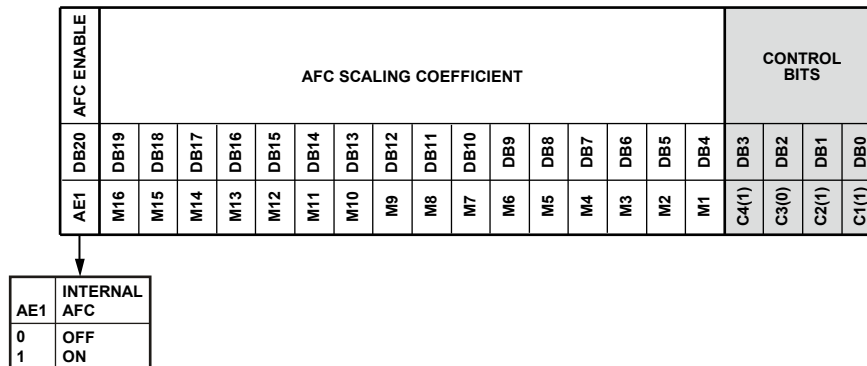 AFC ENABLE
AFC SCALING COEFFICIENT
CONTROL
BITS
DB20 DB19 DB18 DB17 DB16 DB15 DB14 DB13 DB12 DB11 DB10 DB9 DB8 DB7 DB6 DB5 DB4 DB3 DB2 DB1 DB0
AE1 M16 M15 M14 M13 M12 M11 M10 M9 M8 M7 M6 M5 M4 M3 M2 M1 C4(1) C3(0) C2(1) C1(1)
INTERNAL
AE1 AFC
0 OFF
1 ON